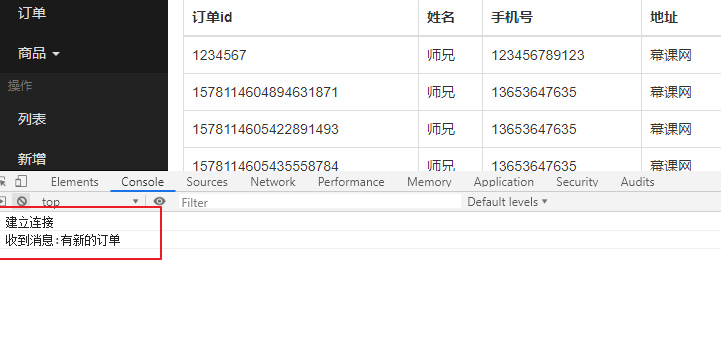 订单
商品
操作
列表
新增
订单id 姓名 手机号 地址
1234567 师兄 123456789123 幕课网
1578114604894631871 师兄 13653647635 幕课网
1578114605422891493 师兄 13653647635 幕课网
1578114605435558784 师兄 13653647635 幕课网
Elements Console Sources Network Performance Memory Application Security Audits
top Filter Default levels
建立连接
收到消息:有新的订单